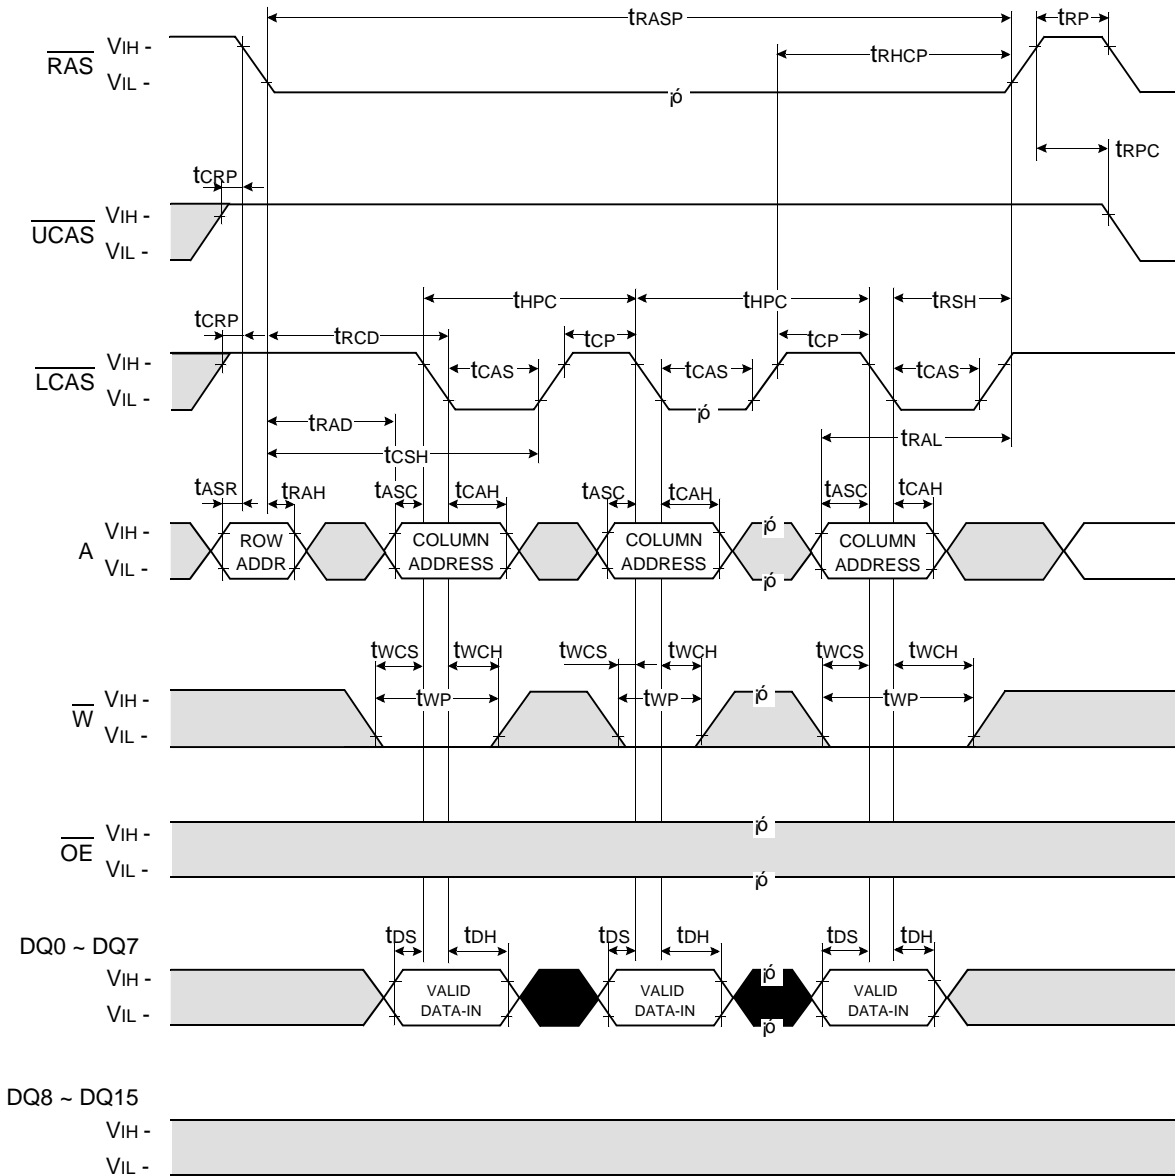 tRASP
tRP
RAS
VIH -
VIL -
tRHCP
¡ó
tRPC
tCRP
UCAS
VIH -
VIL -
tHPC
tHPC
tRSH
tCRP
tRCD
tCP
tCP
LCAS
VIH -
VIL -
tCAS
tCAS
tCAS
¡ó
tRAD
tCSH
tRAL
tASR
tRAH
tASC
tCAH
tASC
tCAH
tASC
tCAH
A
VIH -
VIL -
ROW
ADDR
COLUMN
ADDRESS
COLUMN
ADDRESS
¡ó
¡ó
COLUMN
ADDRESS
tWCS
tWCH
tWCS
tWCH
tWCS
tWCH
tWP
tWP
tWP
W
VIH -
VIL -
¡ó
OE
VIH -
VIL -
¡ó
¡ó
tDS
tDH
tDS
tDH
tDS
tDH
DQ0 ~ DQ7
VIH -
VIL -
VALID
DATA-IN
VALID
DATA-IN
¡ó
¡ó
VALID
DATA-IN
DQ8 ~ DQ15
VIH -
VIL -